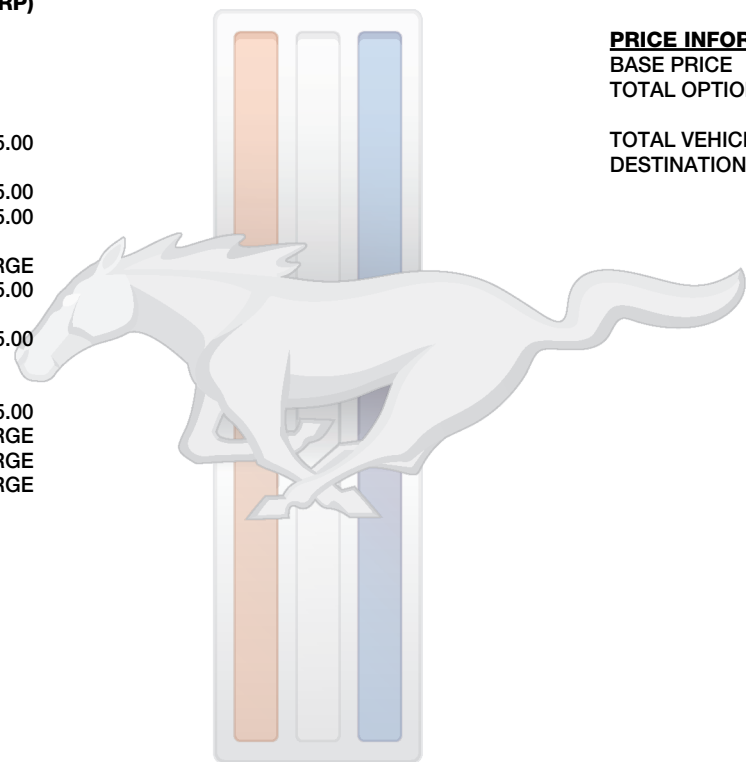 RP)
5.00
5.00
5.00
RGE
5.00
5.00
5.00
RGE
RGE
RGE
PRICE INFOR
BASE PRICE
TOTAL OPTIO
TOTAL VEHICL
DESTINATION